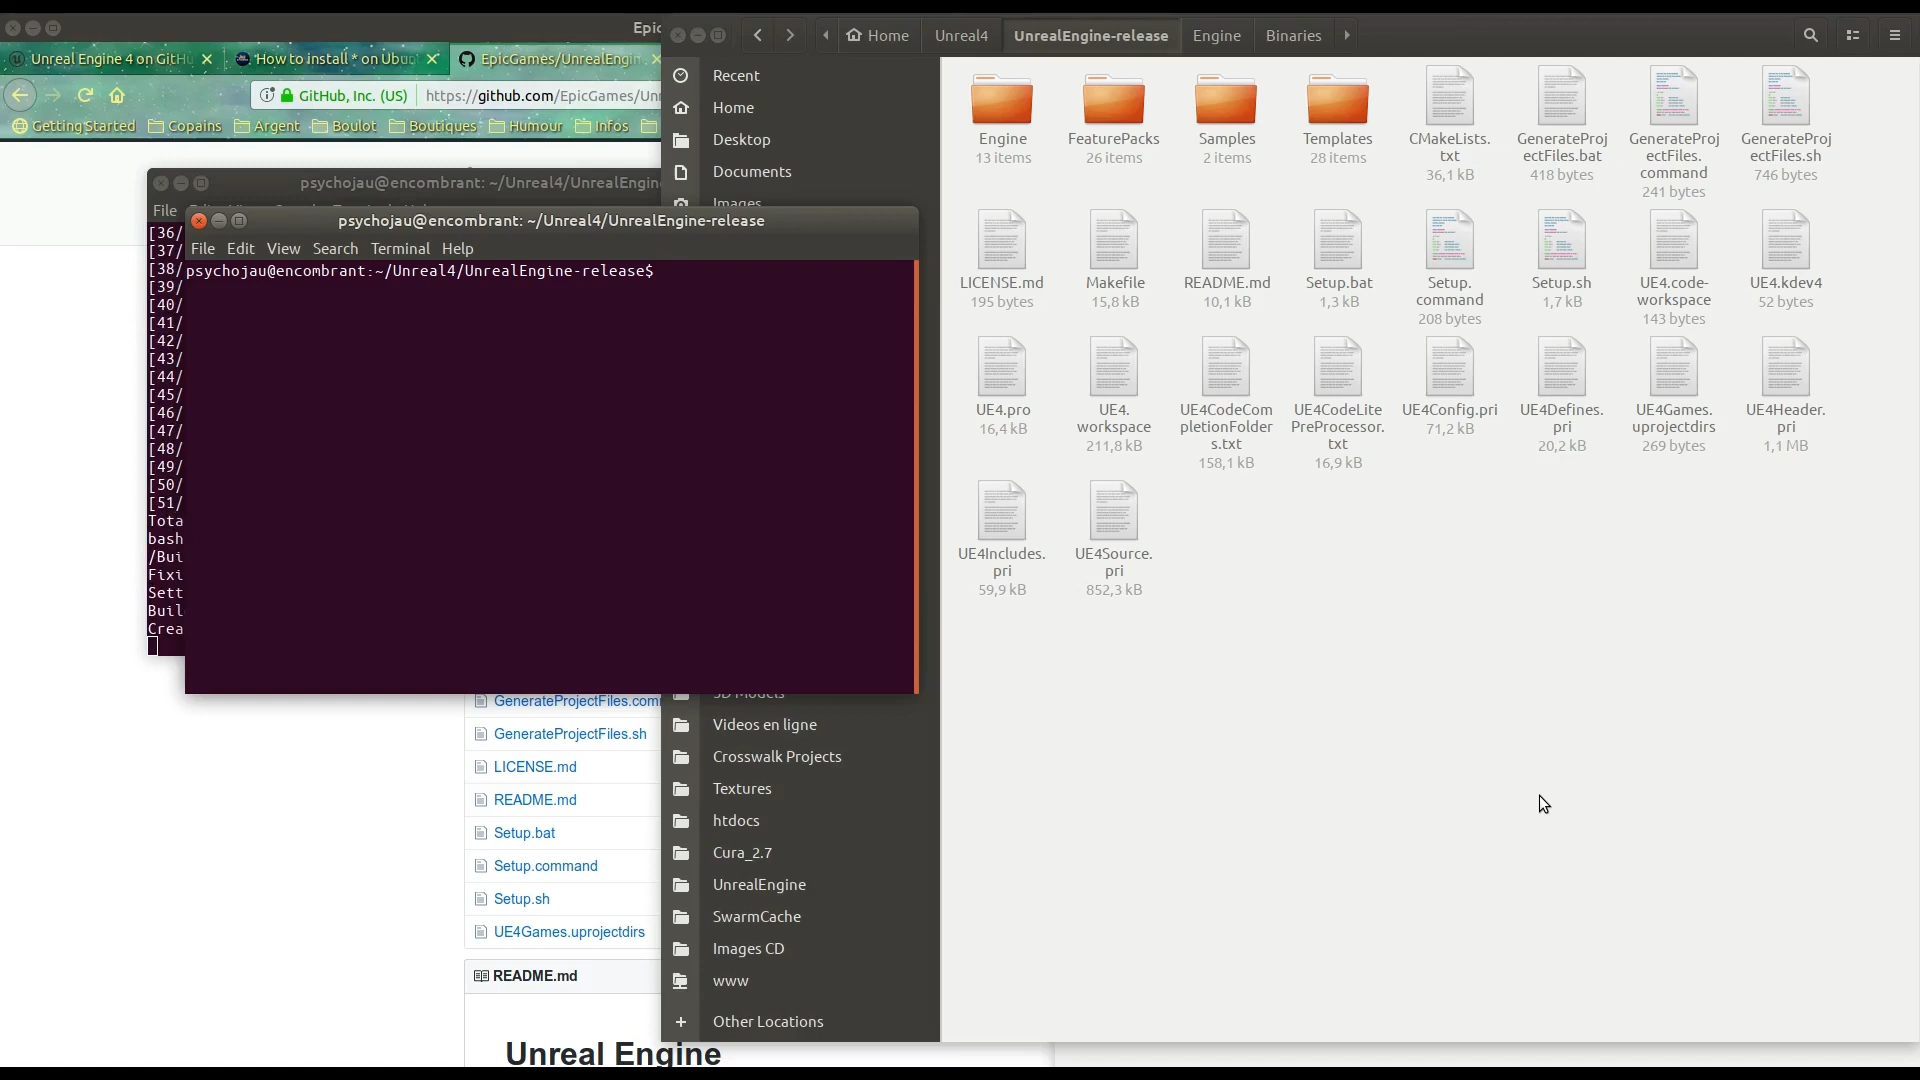 Epic
Unreal Engine 4 on GitHu
"How to install * on Ubun
EpicGames/UnrealEngin
GitHub, Inc. (US)
https://github.com/EpicGames/Unr
Getting Started
Copains
Argent
Boulot
Boutiques
Humour
Infos
psychojau@encombrant: ~/Unreal4/UnrealEngine
File
[36/
[37/
[38/
[39/
[40/
[41/
[42/
[43/
[44/
[45/
[46/
[47/
[48/
[49/
[50/
[51/
Tota
bash
/Bui
Fixi
Sett
Buil
Crea
psychojau@encombrant: ~/Unreal4/UnrealEngine-release
File Edit View Search Terminal Help
psychojau@encombrant:~/Unreal4/UnrealEngine-release$
GenerateProjectFiles.com
GenerateProjectFiles.sh
LICENSE.md
README.md
Setup.bat
Setup.command
Setup.sh
UE4Games.uprojectdirs
README.md
Unreal Engine
Home
Unreal4
UnrealEngine-release
Engine
Binaries
Recent
Home
Desktop
Documents
Images
3D Models
Videos en ligne
Crosswalk Projects
Textures
htdocs
Cura_2.7
UnrealEngine
SwarmCache
Images CD
www
Other Locations
Engine
13 items
FeaturePacks
26 items
Samples
2 items
Templates
28 items
CMakeLists.
txt
36,1 kB
GenerateProj
ectFiles.bat
418 bytes
GenerateProj
ectFiles.
command
241 bytes
GenerateProj
ectFiles.sh
746 bytes
LICENSE.md
195 bytes
Makefile
15,8 kB
README.md
10,1 kB
Setup.bat
1,3 kB
Setup.
command
208 bytes
Setup.sh
1,7 kB
UE4.code-
workspace
143 bytes
UE4.kdev4
52 bytes
UE4.pro
16,4 kB
UE4.
workspace
211,8 kB
UE4CodeCom
pletionFolder
s.txt
158,1 kB
UE4CodeLite
PreProcessor.
txt
16,9 kB
UE4Config.pri
71,2 kB
UE4Defines.
pri
20,2 kB
UE4Games.
uprojectdirs
269 bytes
UE4Header.
pri
1,1 MB
UE4Includes.
pri
59,9 kB
UE4Source.
pri
852,3 kB